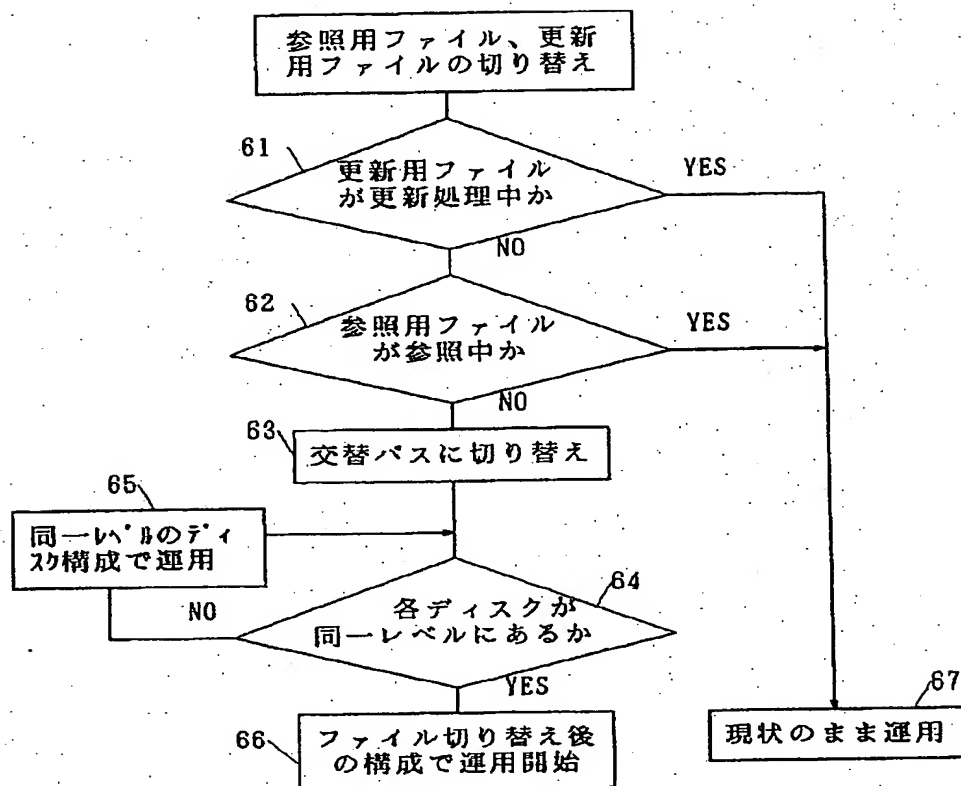 参照用ファイル、更新
用ファイルの切り替え
61
更新用ファイル
が更新処理中か
YES
NO
62
参照用ファイル
が参照中か
YES
NO
63
交替パスに切り替え
65
同一ﾚﾍﾞﾙのディ
ｽｸ構成で運用
NO
64
各ディスクが
同一レベルにあるか
YES
66
ファイル切り替え後
の構成で運用開始
67
現状のまま運用